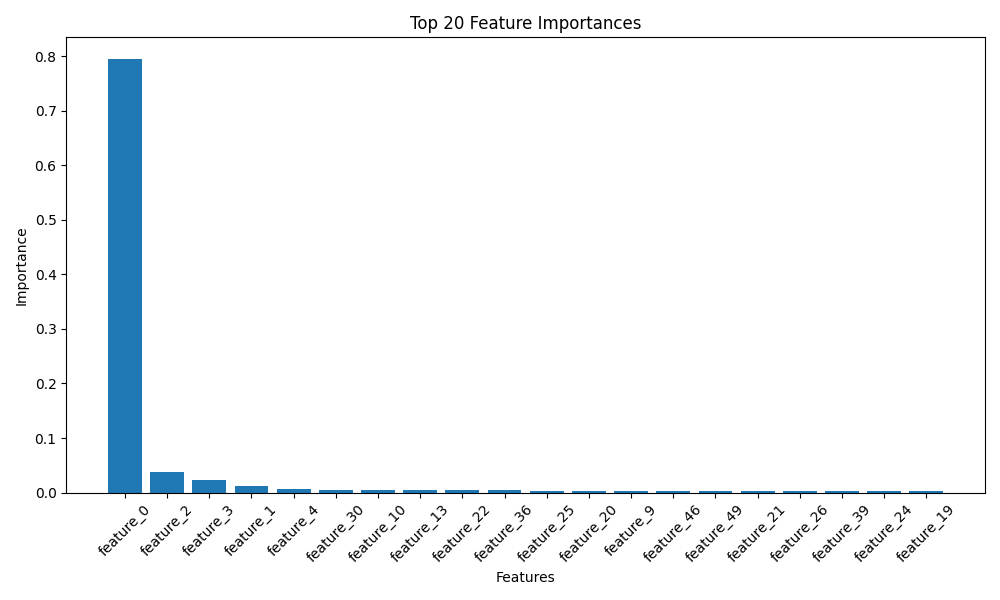 Top 20 Feature Importances
Importance
0.8
0.7
0.6
0.5
0.4
0.3
0.2
0.1
0.0
feature_0
feature_2
feature_3
feature_1
feature_4
feature_30
feature_10
feature_13
feature_22
feature_36
feature_25
feature_20
feature_9
feature_46
feature_49
feature_21
feature_26
feature_39
feature_24
feature_19
Features